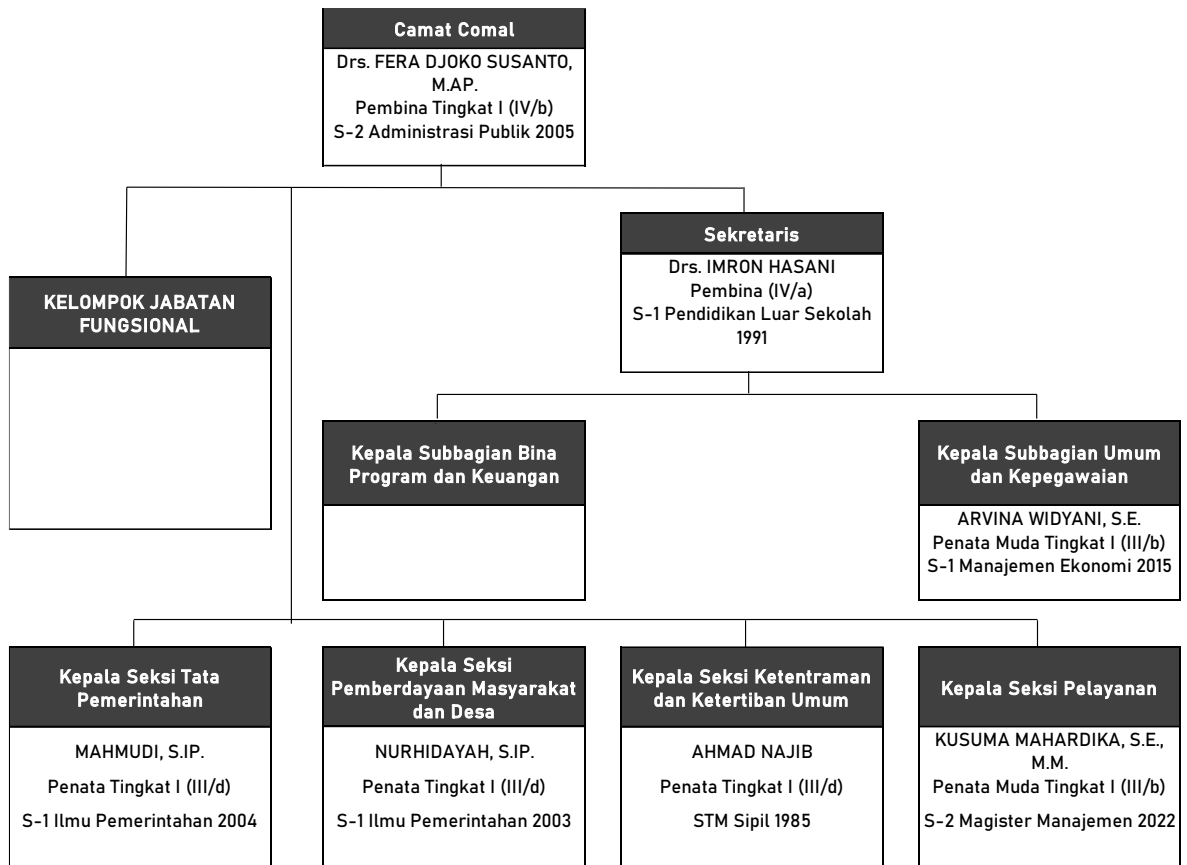 Camat Comal
Drs. FERA DJOKO SUSANTO,
M.AP.
Pembina Tingkat I (IV/b)
S-2 Administrasi Publik 2005
Sekretaris
Drs. IMRON HASANI
Pembina (IV/a)
S-1 Pendidikan Luar Sekolah
1991
KELOMPOK JABATAN
FUNGSIONAL
Kepala Subbagian Bina
Program dan Keuangan
Kepala Subbagian Umum
dan Kepegawaian
ARVINA WIDYANI, S.E.
Penata Muda Tingkat I (III/b)
S-1 Manajemen Ekonomi 2015
Kepala Seksi Tata
Pemerintahan
MAHMUDI, S.IP.
Penata Tingkat I (III/d)
S-1 Ilmu Pemerintahan 2004
Kepala Seksi
Pemberdayaan Masyarakat
dan Desa
NURHIDAYAH, S.IP.
Penata Tingkat I (III/d)
S-1 Ilmu Pemerintahan 2003
Kepala Seksi Ketentraman
dan Ketertiban Umum
AHMAD NAJIB
Penata Tingkat I (III/d)
STM Sipil 1985
Kepala Seksi Pelayanan
KUSUMA MAHARDIKA, S.E.,
M.M.
Penata Muda Tingkat I (III/b)
S-2 Magister Manajemen 2022